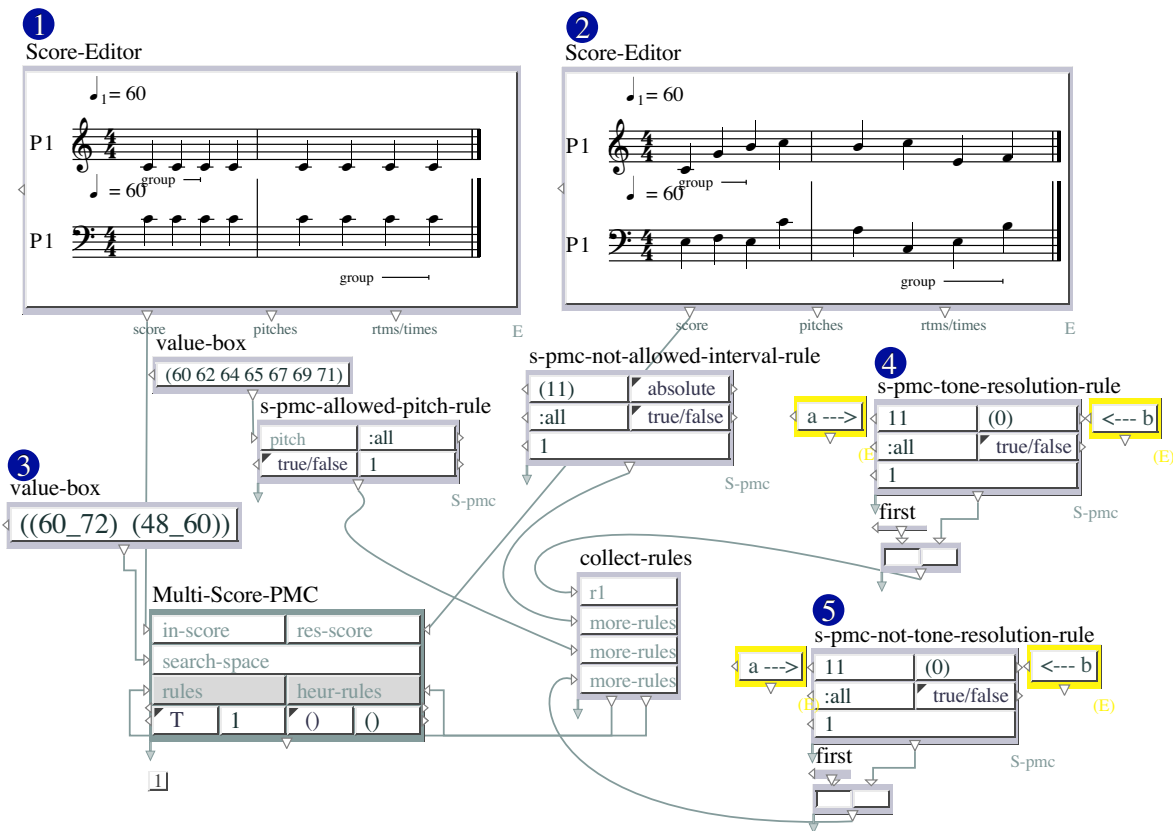 1
Score-Editor
1 = 60
P1
group
= 60
P1
group
score pitches rtms/times E
2
Score-Editor
1 = 60
P1
group
= 60
P1
group
score pitches rtms/times E
value-box
(60 62 64 65 67 69 71)
s-pmc-allowed-pitch-rule
pitch :all
true/false 1
S-pmc
s-pmc-not-allowed-interval-rule
(11) absolute
:all true/false
1
S-pmc
4
s-pmc-tone-resolution-rule
a --->
11 (0)
<--- b
:all true/false
(E)
1
S-pmc
first
3
value-box
((60_72) (48_60))
Multi-Score-PMC
in-score res-score
search-space
rules heur-rules
T 1 () ()
1
collect-rules
r1
more-rules
more-rules
more-rules
5
s-pmc-not-tone-resolution-rule
a --->
11 (0)
<--- b
:all true/false
(E)
1
S-pmc
first